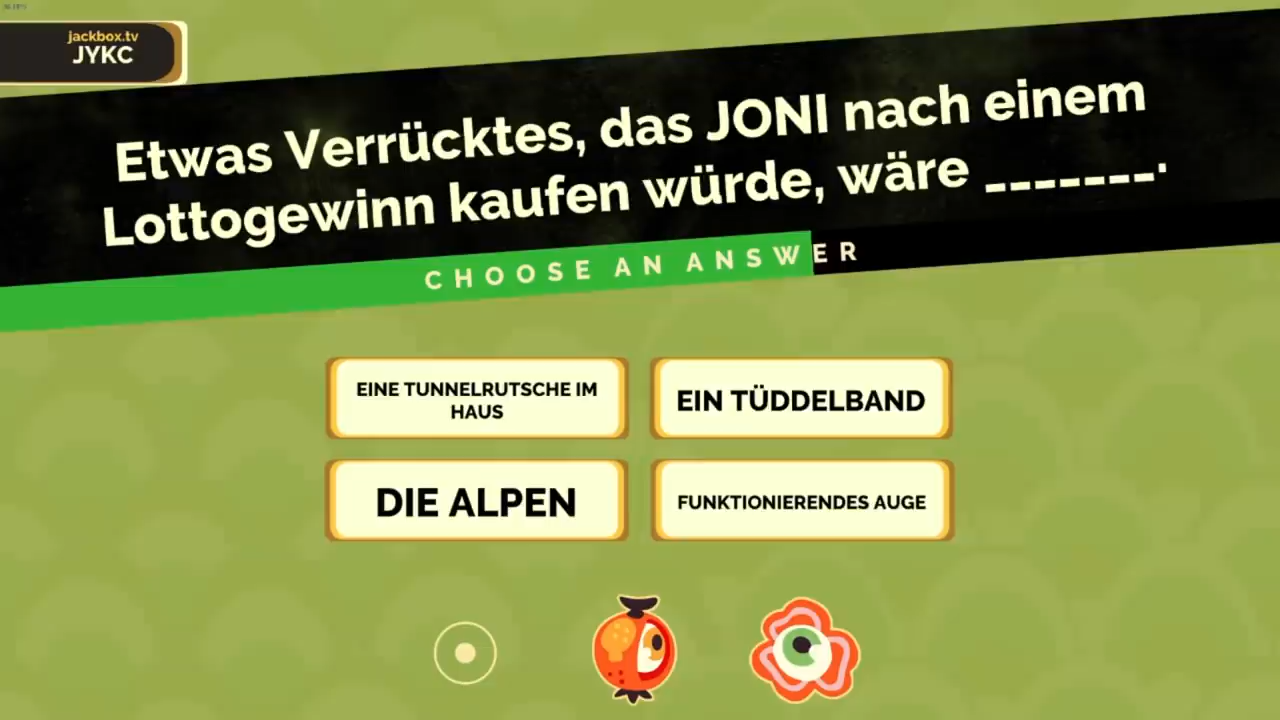 jackbox.tv
JYKC
Etwas Verrücktes, das JONI nach einem
Lottogewinn kaufen würde, wäre _______.
CHOOSE AN ANSWER
EINE TUNNELRUTSCHE IM
HAUS
EIN TÜDDELBAND
DIE ALPEN
FUNKTIONIERENDES AUGE